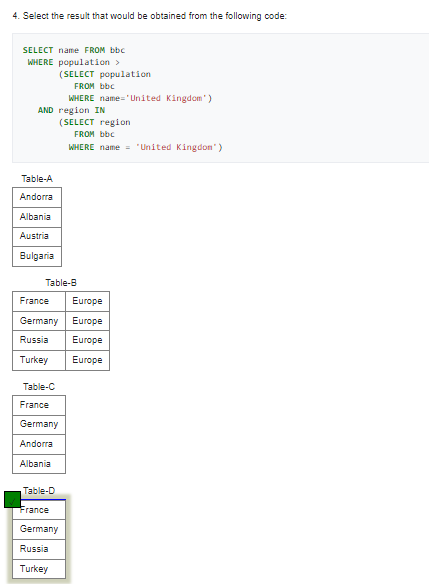 4. Select the result that would be obtained from the following code:
SELECT name FROM bbc
WHERE population >
(SELECT population
FROM bbc
WHERE name='United Kingdom')
AND region IN
(SELECT region
FROM bbc
WHERE name = 'United Kingdom')
Table-A
Andorra
Albania
Austria
Bulgaria
Table-B
France Europe
Germany Europe
Russia Europe
Turkey Europe
Table-C
France
Germany
Andorra
Albania
Table-D
France
Germany
Russia
Turkey